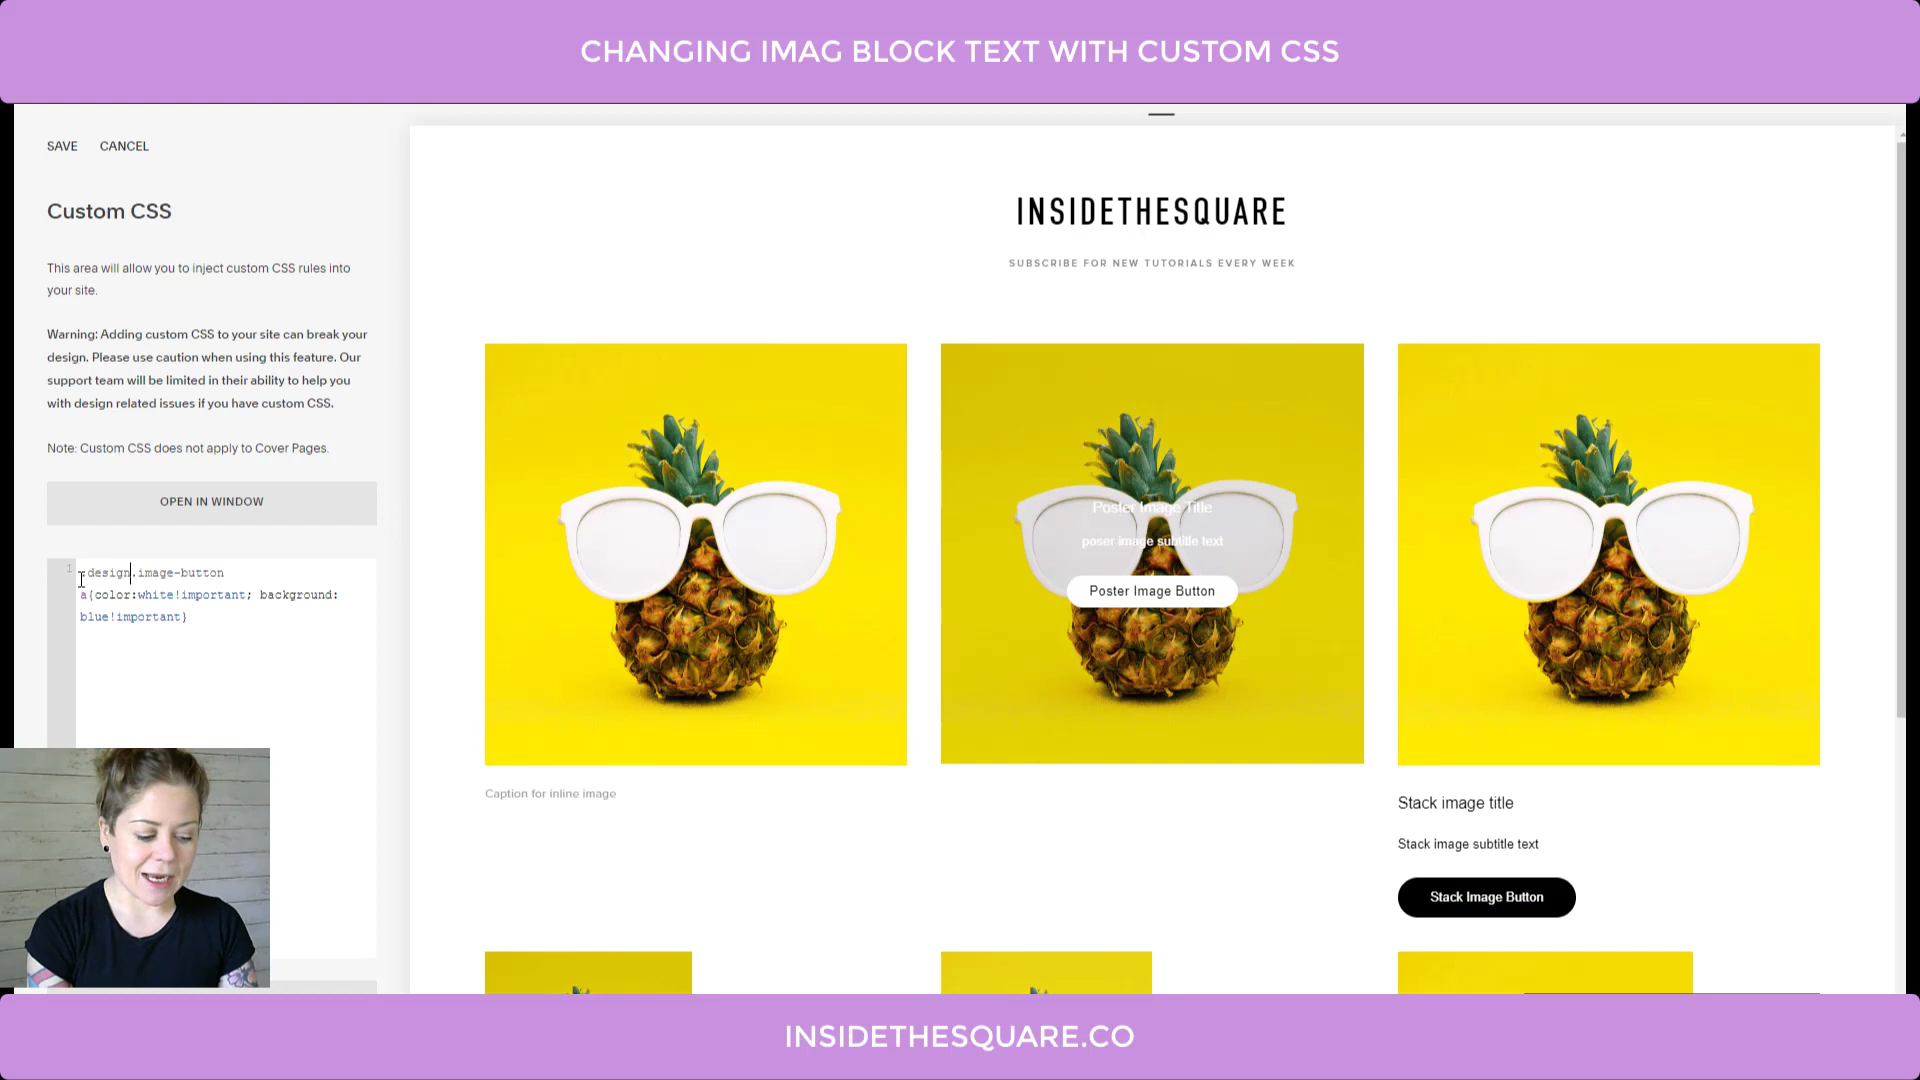 CHANGING IMAG BLOCK TEXT WITH CUSTOM CSS
SAVE CANCEL
Custom CSS
This area will allow you to inject custom CSS rules into
your site.
Warning: Adding custom CSS to your site can break your
design. Please use caution when using this feature. Our
support team will be limited in their ability to help you
with design related issues if you have custom CSS.
Note: Custom CSS does not apply to Cover Pages.
OPEN IN WINDOW
1
.design.image-button
a{color:white!important; background:
blue!important}
INSIDETHESQUARE
SUBSCRIBE FOR NEW TUTORIALS EVERY WEEK
Caption for inline image
Poster Image Title
poser image subtitle text
Poster Image Button
Stack image title
Stack image subtitle text
Stack Image Button
INSIDETHESQUARE.CO